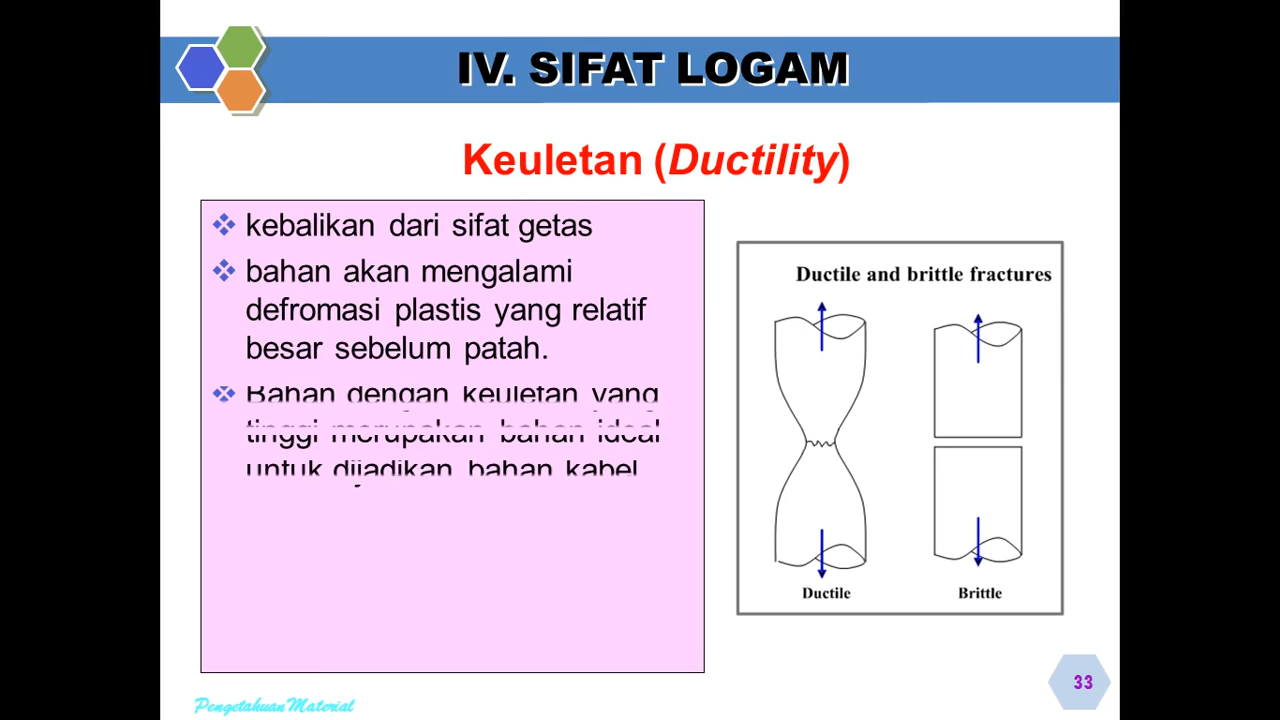 IV. SIFAT LOGAM
Keuletan (Ductility)
kebalikan dari sifat getas
bahan akan mengalami
defromasi plastis yang relatif
besar sebelum patah.
Bahan dengan keuletan yang
tinggi merupakan bahan ideal
untuk dijadikan bahan kabel
Ductile and brittle fractures
Ductile
Brittle
33
Pengetahuan Material